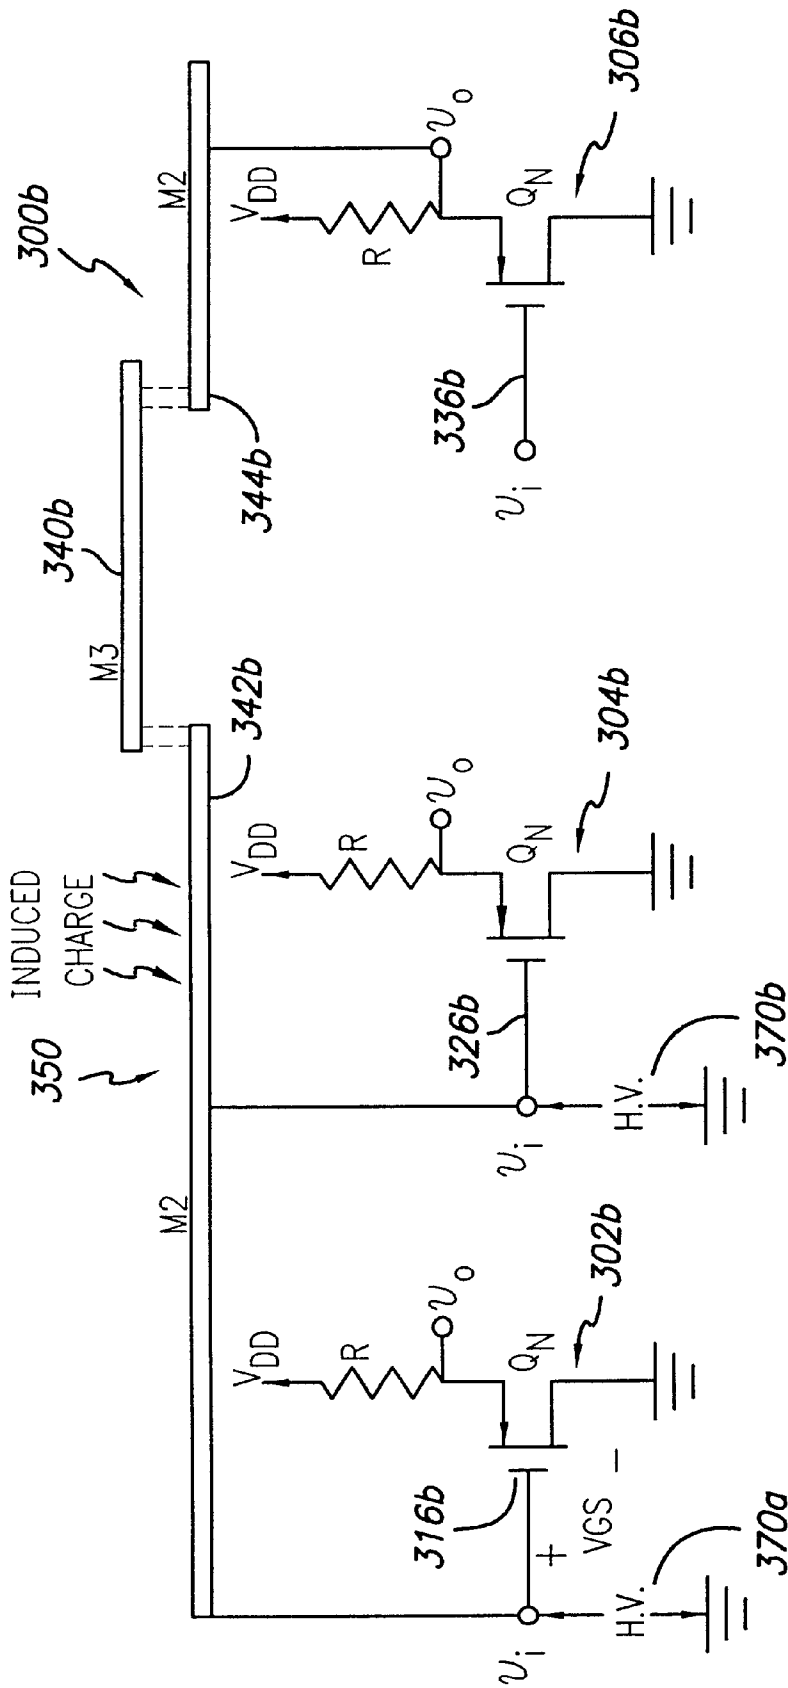 300b
340b
M3
M2
344b
342b
INDUCED
CHARGE
350
M2
VDD
R
υo
QN
302b
316b
+
VGS
−
υi
H.V.
370a
VDD
R
υo
QN
304b
326b
υi
H.V.
370b
VDD
R
υo
QN
306b
336b
υi